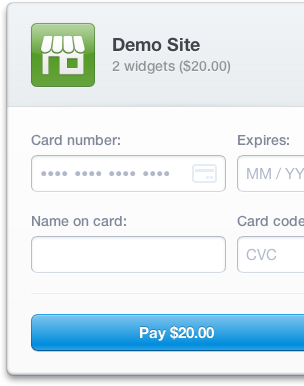 Demo Site
2 widgets ($20.00)
Card number:
Expires:
•••• •••• •••• ••••
MM / YY
Name on card:
Card code
CVC
Pay $20.00